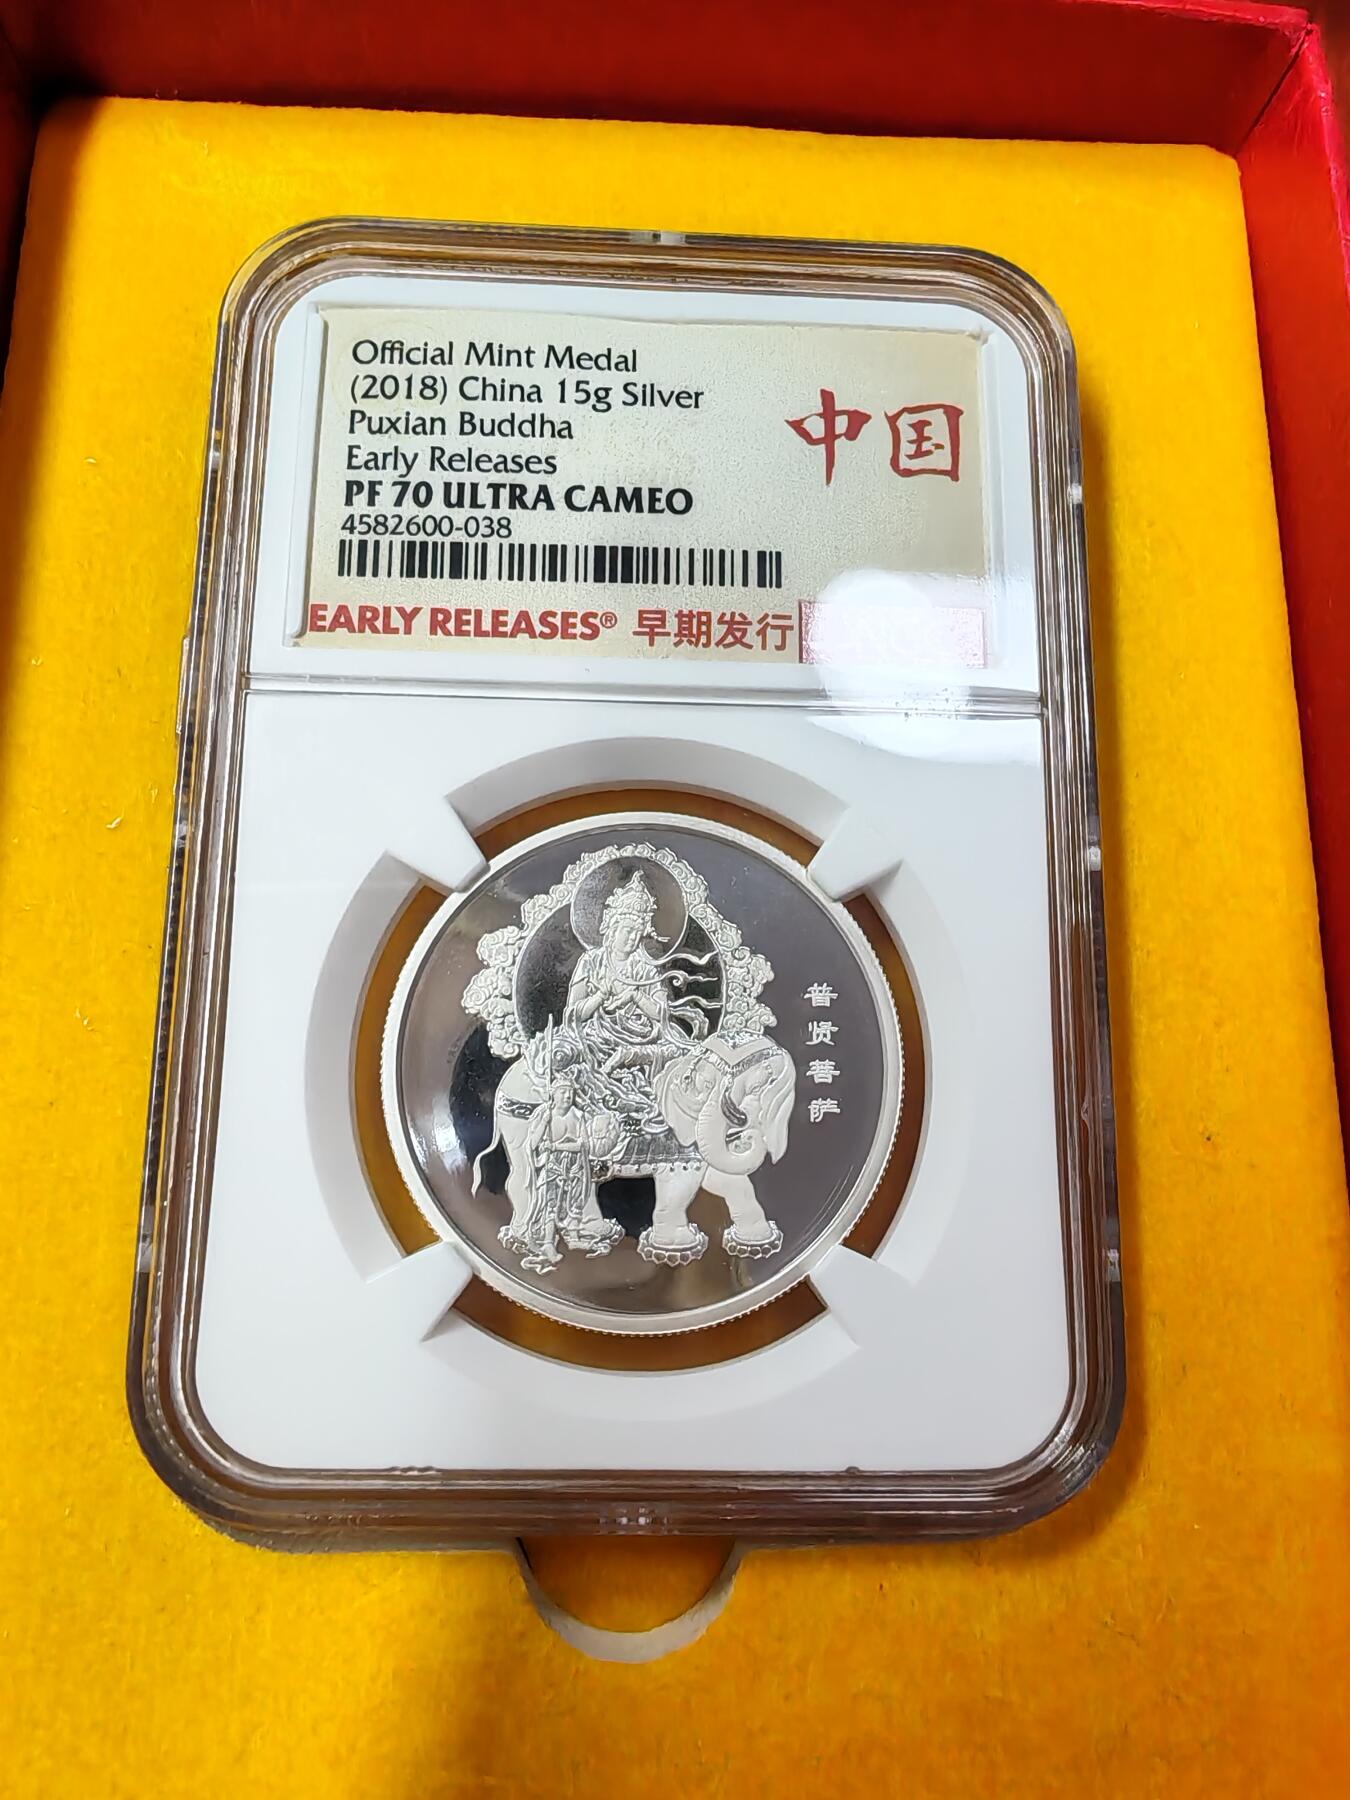 Official Mint Medal
(2018) China 15g Silver
Puxian Buddha
Early Releases
PF 70 ULTRA CAMEO
4582600-038
中国
EARLY RELEASES® 早期发行
普贤菩萨